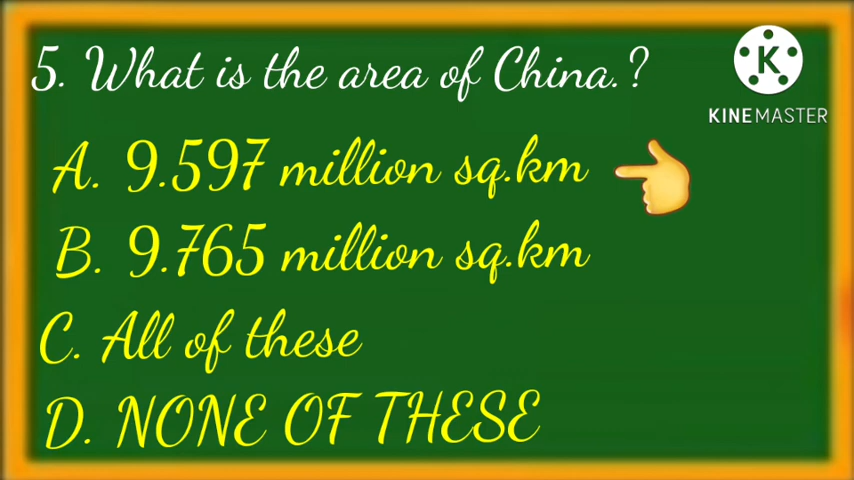 5. What is the area of China.?
K
KINEMASTER
A. 9.597 million sq.km
B. 9.765 million sq.km
C. All of these
D. NONE OF THESE